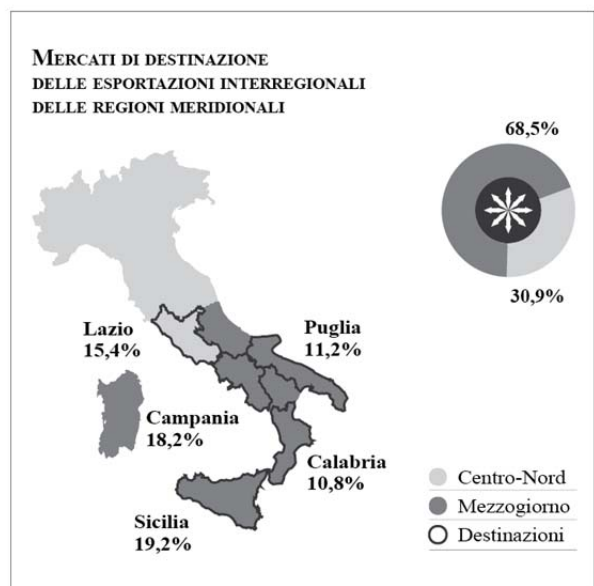 MERCATI DI DESTINAZIONE
DELLE ESPORTAZIONI INTERREGIONALI
DELLE REGIONI MERIDIONALI
68,5%
30,9%
Lazio
15,4%
Puglia
11,2%
Campania
18,2%
Calabria
10,8%
Sicilia
19,2%
Centro-Nord
Mezzogiorno
Destinazioni